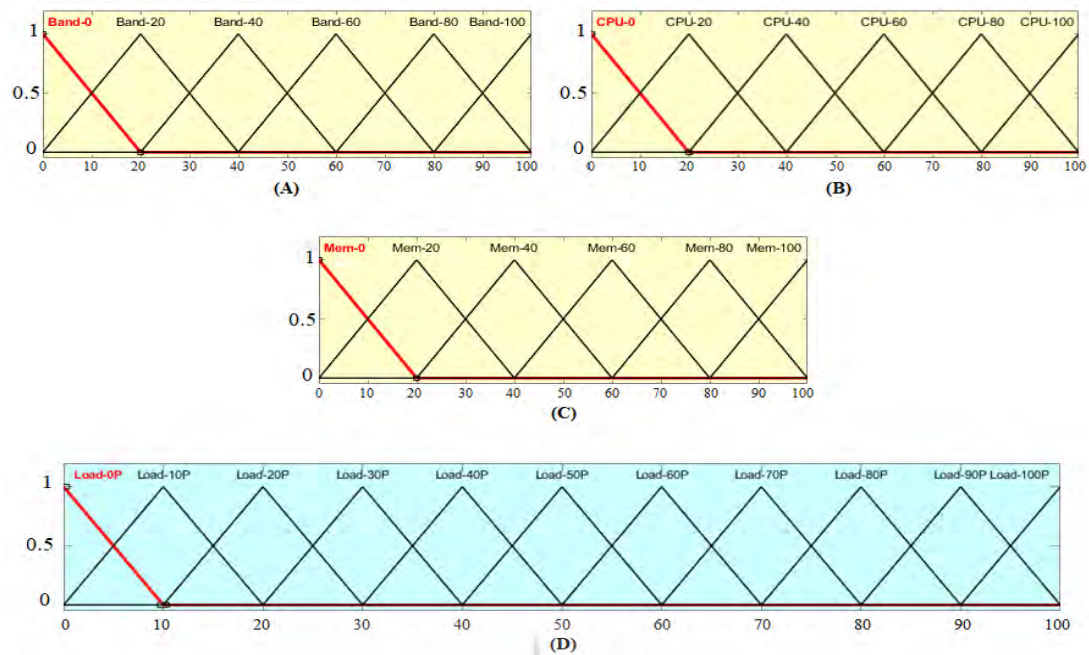 Band-0 Band-20 Band-40 Band-60 Band-80 Band-100
1
0.5
0
0 10 20 30 40 50 60 70 80 90 100
(A)
CPU-0 CPU-20 CPU-40 CPU-60 CPU-80 CPU-100
1
0.5
0
0 10 20 30 40 50 60 70 80 90 100
(B)
Mem-0 Mem-20 Mem-40 Mem-60 Mem-80 Mem-100
1
0.5
0
0 10 20 30 40 50 60 70 80 90 100
(C)
Load-0P Load-10P Load-20P Load-30P Load-40P Load-50P Load-60P Load-70P Load-80P Load-90P Load-100P
1
0.5
0
0 10 20 30 40 50 60 70 80 90 100
(D)